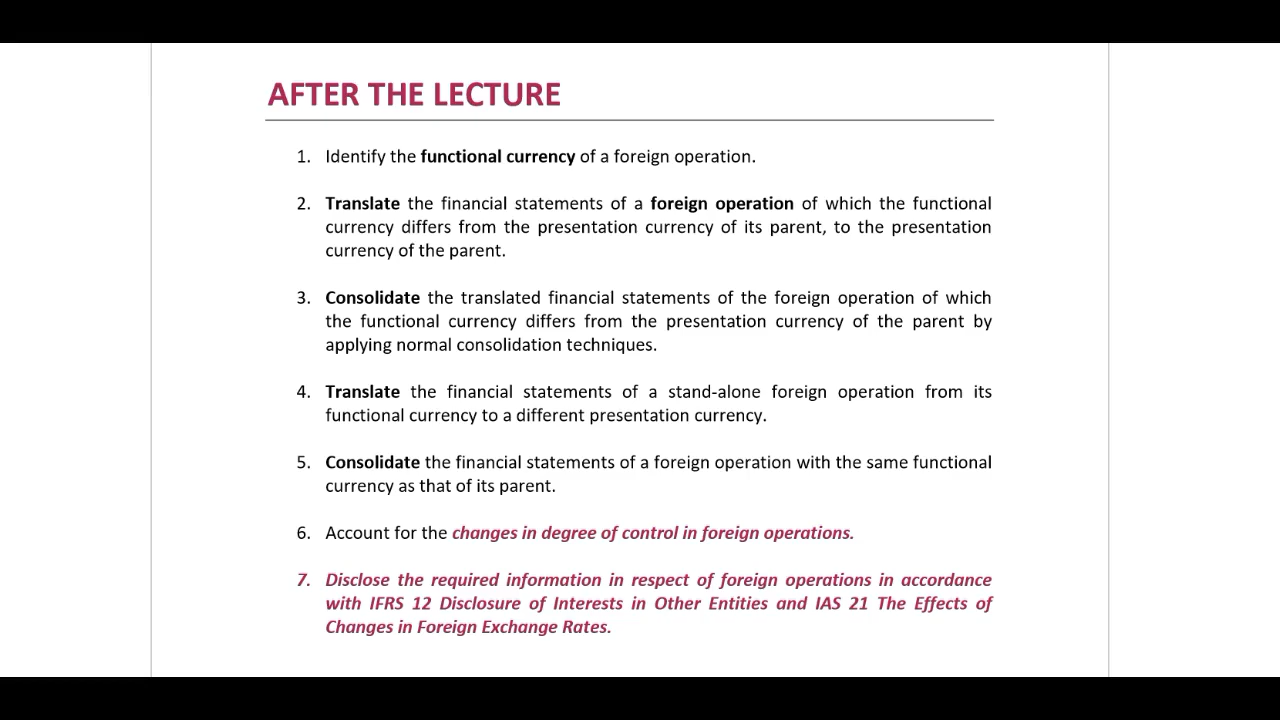 AFTER THE LECTURE
1. Identify the functional currency of a foreign operation.
2. Translate the financial statements of a foreign operation of which the functional
currency differs from the presentation currency of its parent, to the presentation
currency of the parent.
3. Consolidate the translated financial statements of the foreign operation of which
the functional currency differs from the presentation currency of the parent by
applying normal consolidation techniques.
4. Translate the financial statements of a stand-alone foreign operation from its
functional currency to a different presentation currency.
5. Consolidate the financial statements of a foreign operation with the same functional
currency as that of its parent.
6. Account for the changes in degree of control in foreign operations.
7. Disclose the required information in respect of foreign operations in accordance
with IFRS 12 Disclosure of Interests in Other Entities and IAS 21 The Effects of
Changes in Foreign Exchange Rates.